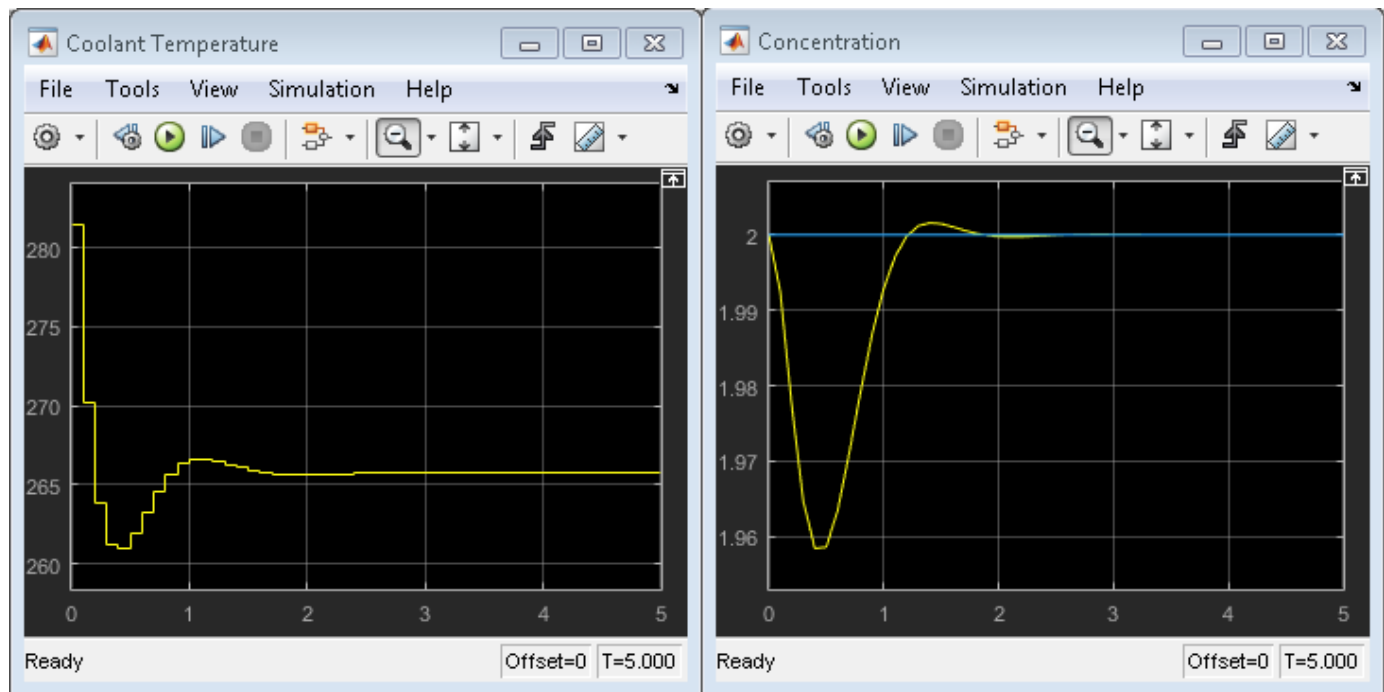 Coolant Temperature
File Tools View Simulation Help
280
275
270
265
260
0 1 2 3 4 5
Ready Offset=0 T=5.000
Concentration
File Tools View Simulation Help
2
1.99
1.98
1.97
1.96
0 1 2 3 4 5
Ready Offset=0 T=5.000